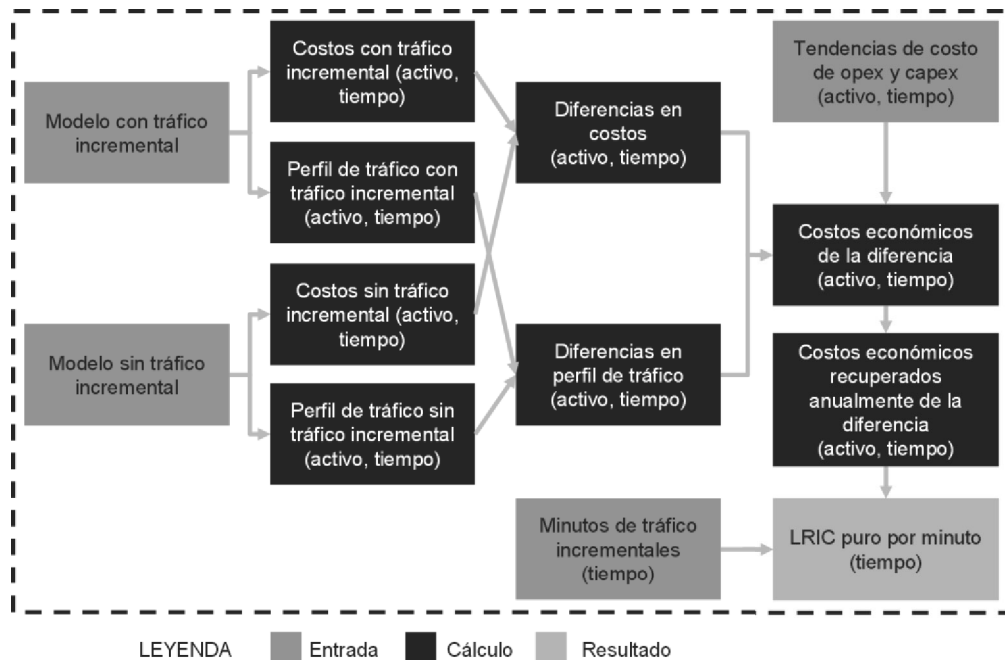 Modelo con tráfico
incremental
Modelo sin tráfico
incremental
Costos con tráfico
incremental (activo,
tiempo)
Perfil de tráfico con
tráfico incremental
(activo, tiempo)
Costos sin tráfico
incremental (activo,
tiempo)
Perfil de tráfico sin
tráfico incremental
(activo, tiempo)
Diferencias en
costos
(activo, tiempo)
Diferencias en
perfil de tráfico
(activo, tiempo)
Minutos de tráfico
incrementales
(tiempo)
Tendencias de costo
de opex y capex
(activo, tiempo)
Costos económicos
de la diferencia
(activo, tiempo)
Costos económicos
recuperados
anualmente de la
diferencia
(activo, tiempo)
LRIC puro por minuto
(tiempo)
LEYENDA Entrada Cálculo Resultado